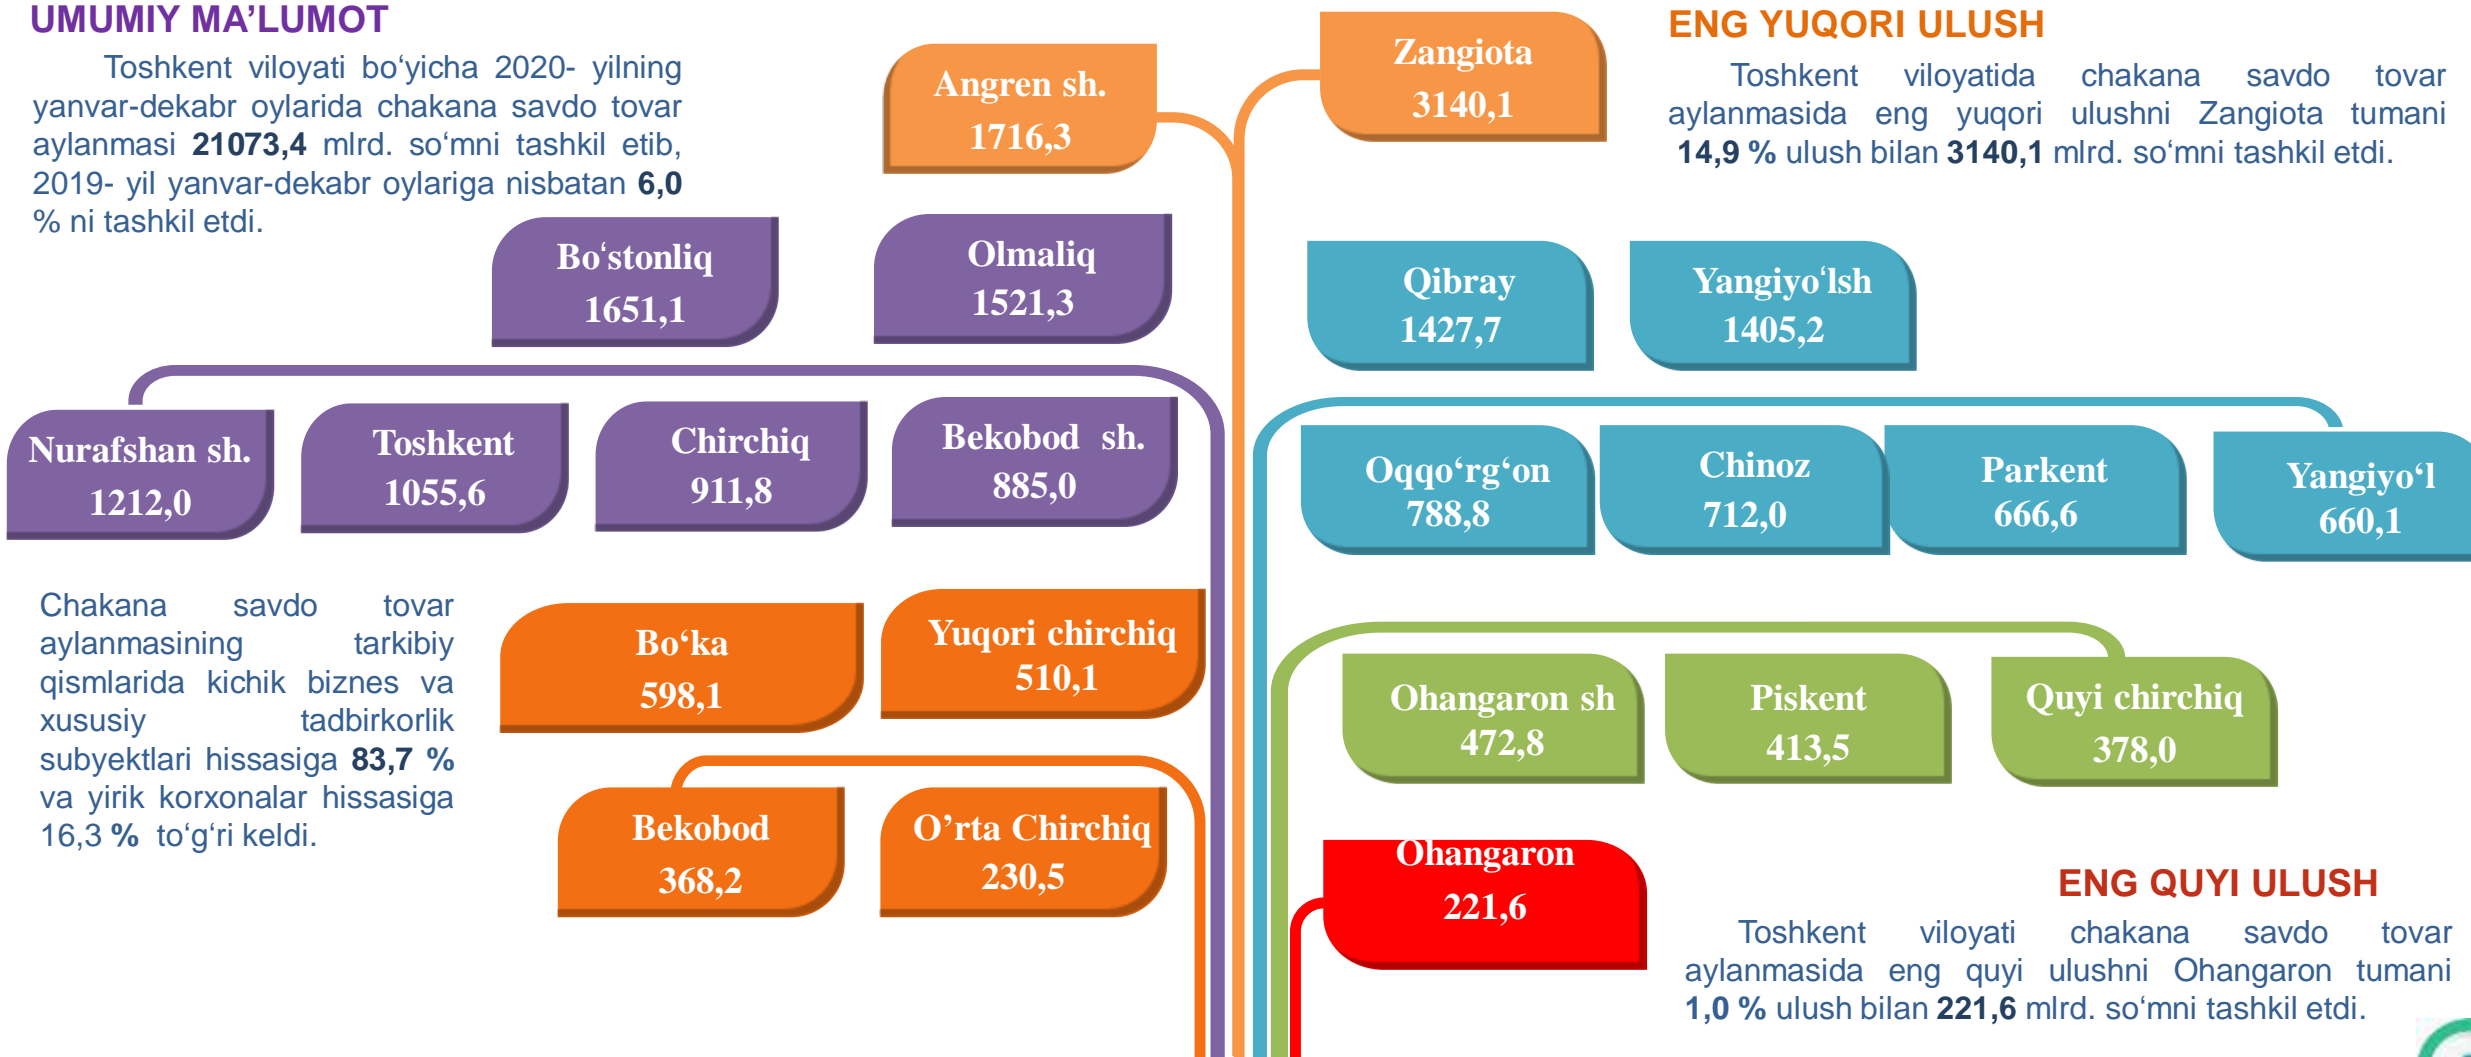 UMUMIY MA’LUMOT
Toshkent viloyati bo‘yicha 2020- yilning
yanvar-dekabr oylarida chakana savdo tovar
aylanmasi 21073,4 mlrd. so‘mni tashkil etib,
2019- yil yanvar-dekabr oylariga nisbatan 6,0
% ni tashkil etdi.
Angren sh.
1716,3
Zangiota
3140,1
ENG YUQORI ULUSH
Toshkent viloyatida chakana savdo tovar
aylanmasida eng yuqori ulushni Zangiota tumani
14,9 % ulush bilan 3140,1 mlrd. so‘mni tashkil etdi.
Bo‘stonliq
1651,1
Olmaliq
1521,3
Qibray
1427,7
Yangiyo‘lsh
1405,2
Nurafshan sh.
1212,0
Toshkent
1055,6
Chirchiq
911,8
Bekobod sh.
885,0
Oqqo‘rg‘on
788,8
Chinoz
712,0
Parkent
666,6
Yangiyo‘l
660,1
Chakana savdo tovar
aylanmasining tarkibiy
qismlarida kichik biznes va
xususiy tadbirkorlik
subyektlari hissasiga 83,7 %
va yirik korxonalar hissasiga
16,3 % to‘g‘ri keldi.
Bo‘ka
598,1
Yuqori chirchiq
510,1
Ohangaron sh
472,8
Piskent
413,5
Quyi chirchiq
378,0
Bekobod
368,2
O’rta Chirchiq
230,5
Ohangaron
221,6
ENG QUYI ULUSH
Toshkent viloyati chakana savdo tovar
aylanmasida eng quyi ulushni Ohangaron tumani
1,0 % ulush bilan 221,6 mlrd. so‘mni tashkil etdi.